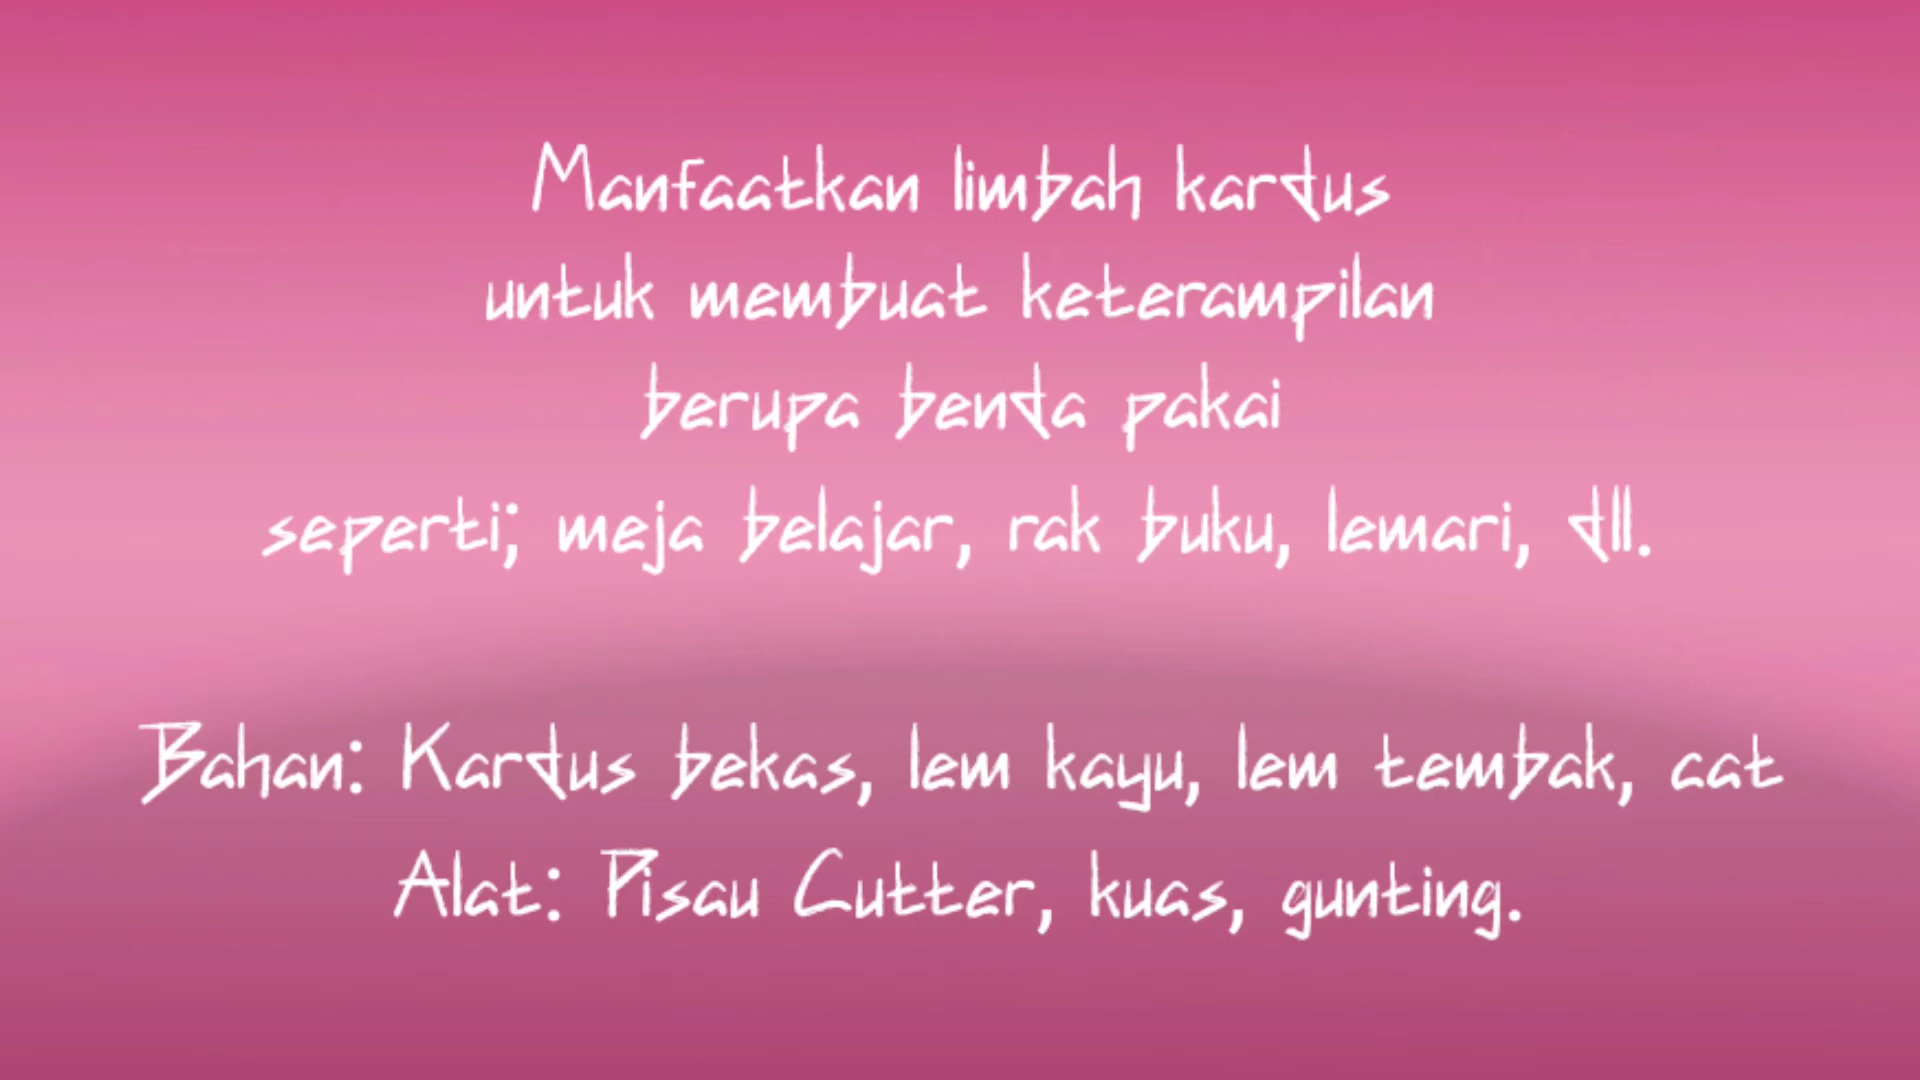 Manfaatkan limbah kardus
untuk membuat keterampilan
berupa benda pakai
seperti; meja belajar, rak buku, lemari, dll.
Bahan: Kardus bekas, lem kayu, lem tembak, cat
Alat: Pisau Cutter, kuas, gunting.